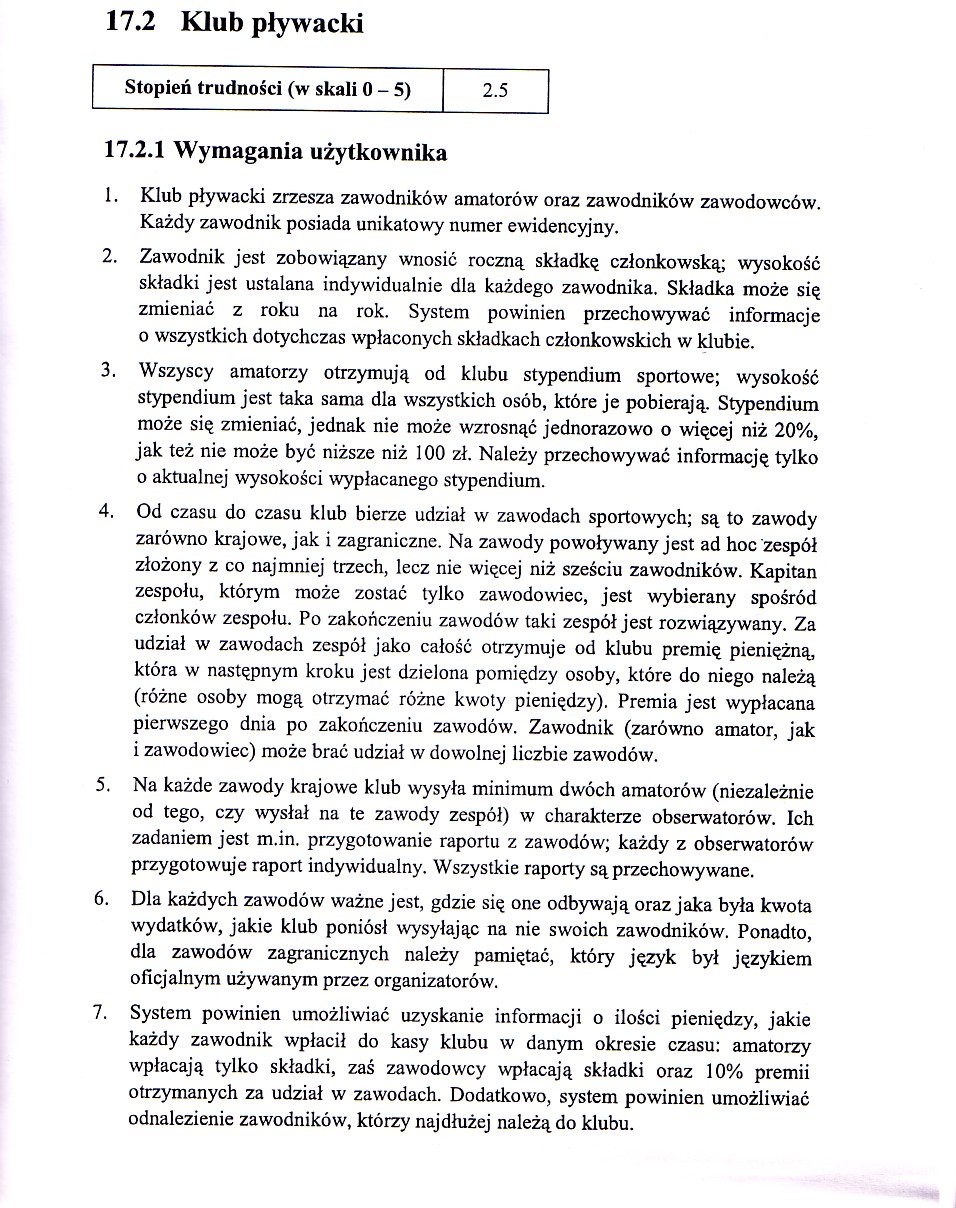 17.2 Klub pływacki
Stopień trudności (w skali 0 – 5) 2.5
17.2.1 Wymagania użytkownika
1. Klub pływacki zrzesza zawodników amatorów oraz zawodników zawodowców.
Każdy zawodnik posiada unikatowy numer ewidencyjny.
2. Zawodnik jest zobowiązany wnosić roczną składkę członkowską; wysokość
składki jest ustalana indywidualnie dla każdego zawodnika. Składka może się
zmieniać z roku na rok. System powinien przechowywać informacje
o wszystkich dotychczas wpłaconych składkach członkowskich w klubie.
3. Wszyscy amatorzy otrzymują od klubu stypendium sportowe; wysokość
stypendium jest taka sama dla wszystkich osób, które je pobierają. Stypendium
może się zmieniać, jednak nie może wzrosnąć jednorazowo o więcej niż 20%,
jak też nie może być niższe niż 100 zł. Należy przechowywać informację tylko
o aktualnej wysokości wypłacanego stypendium.
4. Od czasu do czasu klub bierze udział w zawodach sportowych; są to zawody
zarówno krajowe, jak i zagraniczne. Na zawody powoływany jest ad hoc zespół
złożony z co najmniej trzech, lecz nie więcej niż sześciu zawodników. Kapitan
zespołu, którym może zostać tylko zawodowiec, jest wybierany spośród
członków zespołu. Po zakończeniu zawodów taki zespół jest rozwiązywany. Za
udział w zawodach zespół jako całość otrzymuje od klubu premię pieniężną,
która w następnym kroku jest dzielona pomiędzy osoby, które do niego należą
(różne osoby mogą otrzymać różne kwoty pieniędzy). Premia jest wypłacana
pierwszego dnia po zakończeniu zawodów. Zawodnik (zarówno amator, jak
i zawodowiec) może brać udział w dowolnej liczbie zawodów.
5. Na każde zawody krajowe klub wysyła minimum dwóch amatorów (niezależnie
od tego, czy wysłał na te zawody zespół) w charakterze obserwatorów. Ich
zadaniem jest m.in. przygotowanie raportu z zawodów; każdy z obserwatorów
przygotowuje raport indywidualny. Wszystkie raporty są przechowywane.
6. Dla każdych zawodów ważne jest, gdzie się one odbywają oraz jaka była kwota
wydatków, jakie klub poniósł wysyłając na nie swoich zawodników. Ponadto,
dla zawodów zagranicznych należy pamiętać, który język był językiem
oficjalnym używanym przez organizatorów.
7. System powinien umożliwiać uzyskanie informacji o ilości pieniędzy, jakie
każdy zawodnik wpłacił do kasy klubu w danym okresie czasu: amatorzy
wpłacają tylko składki, zaś zawodowcy wpłacają składki oraz 10% premii
otrzymanych za udział w zawodach. Dodatkowo, system powinien umożliwiać
odnalezienie zawodników, którzy najdłużej należą do klubu.